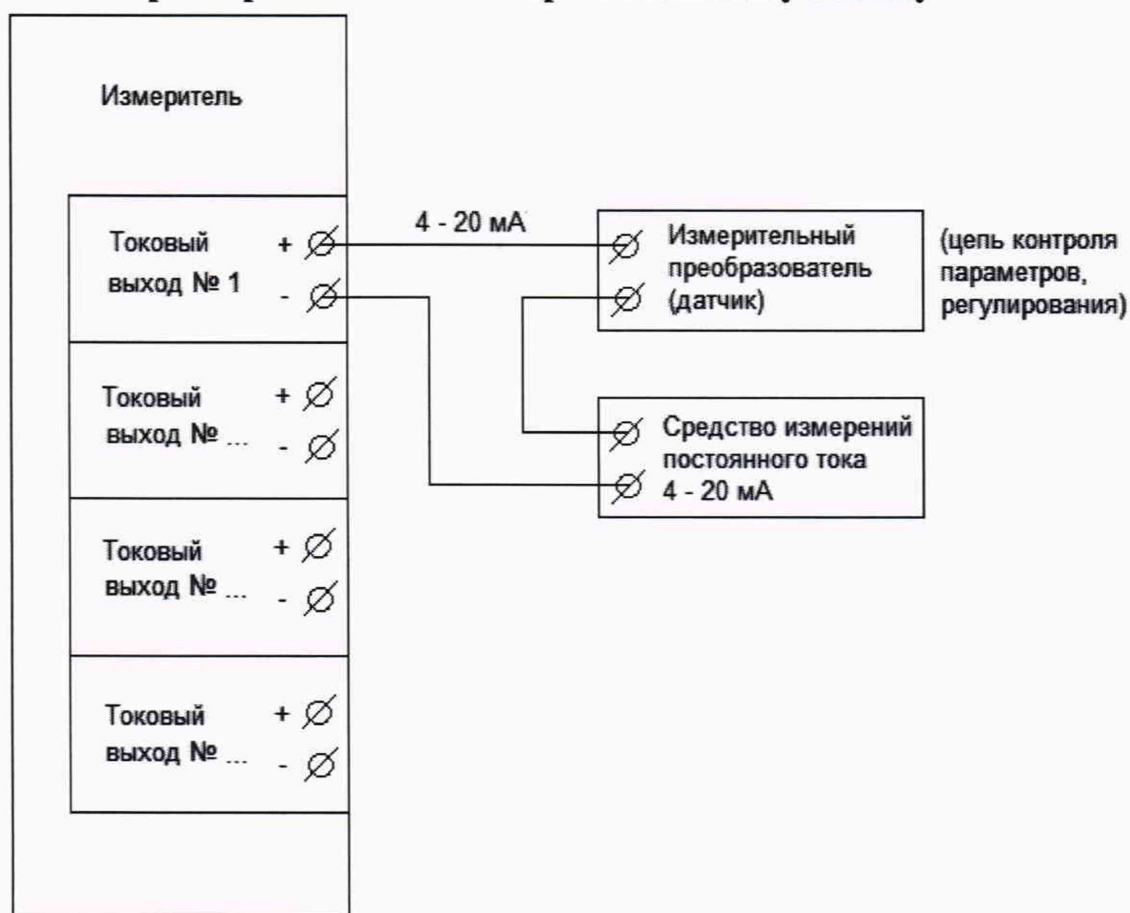 Измеритель
Токовый +
выход № 1 -
4 - 20 мА
Измерительный
преобразователь
(датчик)
(цепь контроля
параметров,
регулирования)
Токовый +
выход № ... -
Средство измерений
постоянного тока
4 - 20 мА
Токовый +
выход № ... -
Токовый +
выход № ... -